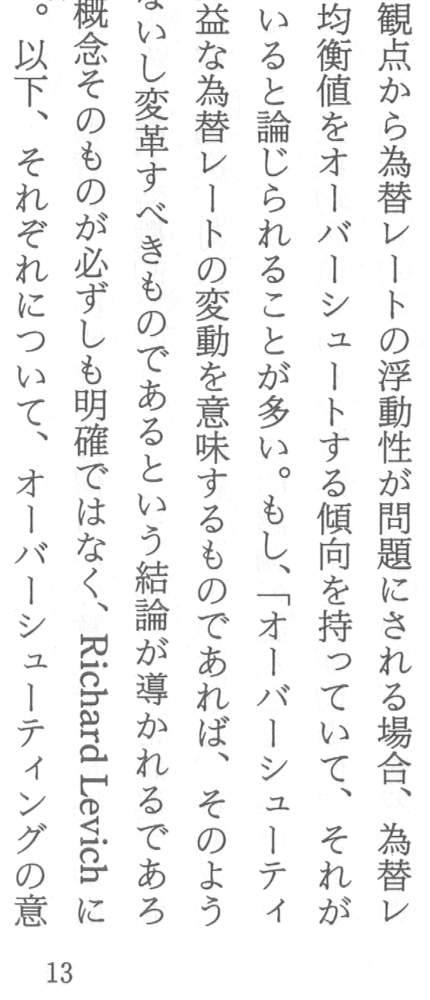 観点から為替レートの浮動性が問題にされる場合、為替レ
均衡値をオーバーシュートする傾向を持っていて、それが
いると論じられることが多い。もし、「オーバーシューティ
益な為替レートの変動を意味するものであれば、そのよう
ないし変革すべきものであるという結論が導かれるであろ
概念そのものが必ずしも明確ではなく、Richard Levich に
。以下、それぞれについて、オーバーシューティングの意
13